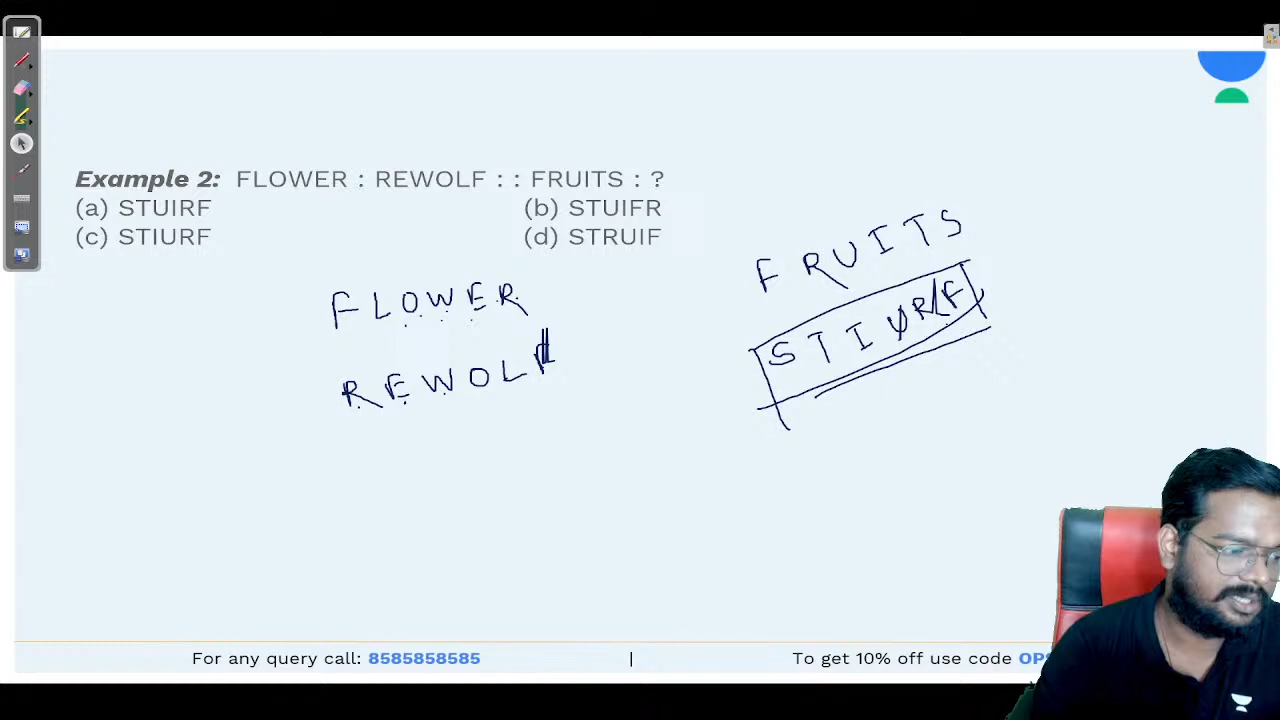 Example 2: FLOWER : REWOLF : : FRUITS : ?
(a) STUIRF (b) STUIFR
(c) STIURF (d) STRUIF
FRUITS
FLOWER
STIURF
REWOLF
For any query call: 8585858585 | To get 10% off use code